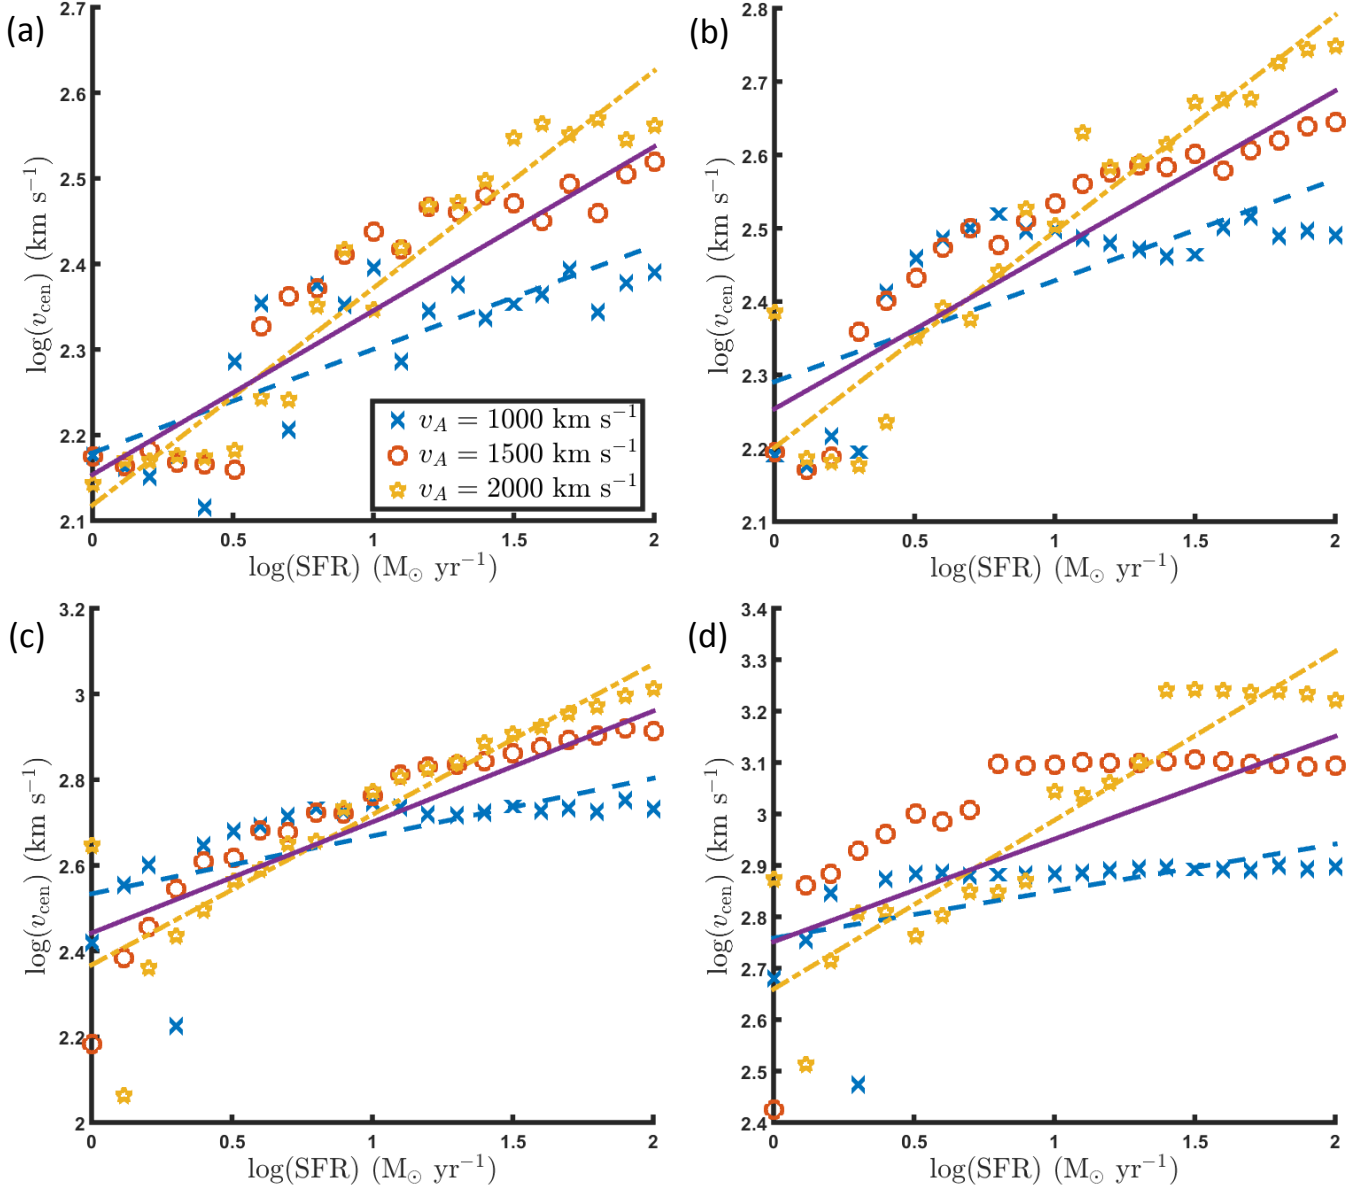 (a)
2.7
2.6
2.5
2.4
2.3
2.2
2.1
log(v_cen) (km s⁻¹)
0 0.5 1 1.5 2
log(SFR) (M☉ yr⁻¹)
v_A = 1000 km s⁻¹
v_A = 1500 km s⁻¹
v_A = 2000 km s⁻¹
(b)
2.8
2.7
2.6
2.5
2.4
2.3
2.2
2.1
log(v_cen) (km s⁻¹)
0 0.5 1 1.5 2
log(SFR) (M☉ yr⁻¹)
(c)
3.2
3
2.8
2.6
2.4
2.2
2
log(v_cen) (km s⁻¹)
0 0.5 1 1.5 2
log(SFR) (M☉ yr⁻¹)
(d)
3.4
3.3
3.2
3.1
3.0
2.9
2.8
2.7
2.6
2.5
2.4
log(v_cen) (km s⁻¹)
0 0.5 1 1.5 2
log(SFR) (M☉ yr⁻¹)